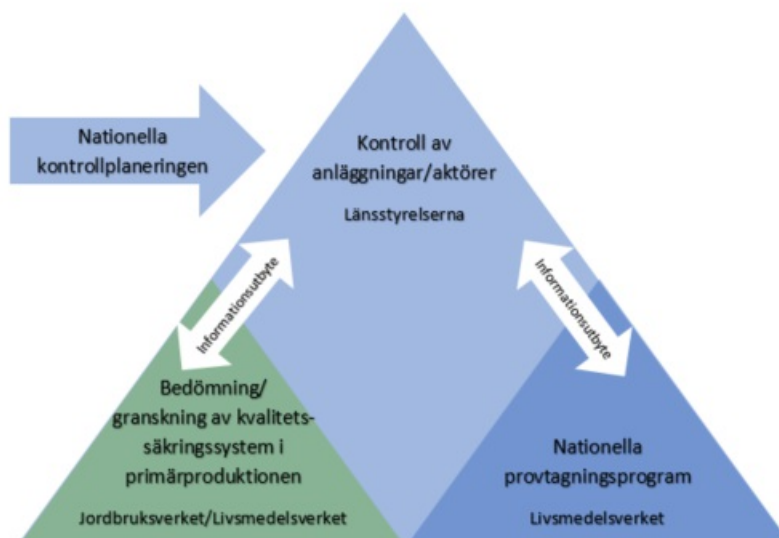 Nationella
kontrollplaneringen
Kontroll av
anläggningar/aktörer
Länsstyrelserna
Informationsutbyte
Informationsutbyte
Bedömning/
granskning av kvalitets-
säkringssystem i
primärproduktionen
Jordbruksverket/Livsmedelsverket
Nationella
provtagningsprogram
Livsmedelsverket